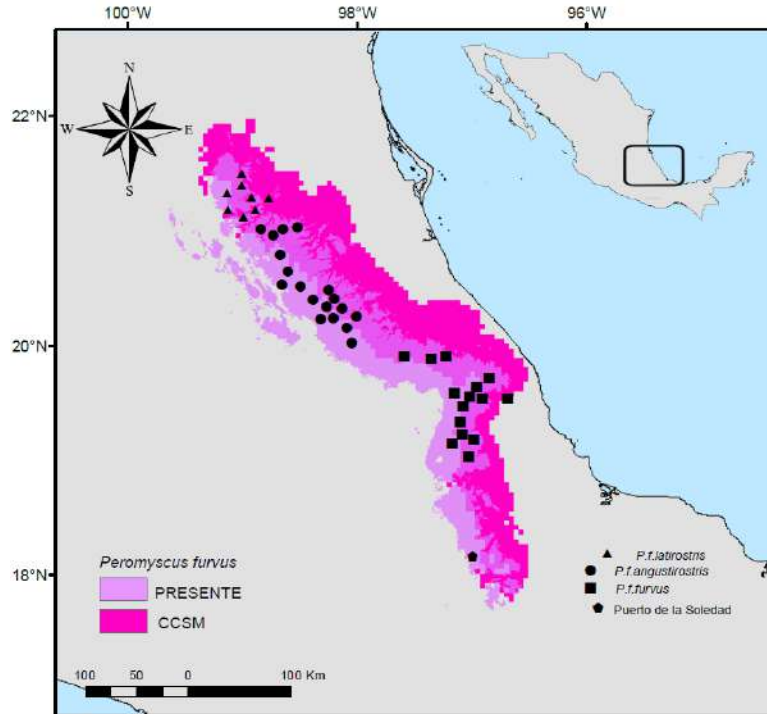 100°W 98°W 96°W
N
W E
S
22°N
20°N
18°N
Peromyscus furvus
PRESENTE
CCSM
P.f.latirostris
P.f.angustirostris
P.f.furvus
Puerto de la Soledad
100 50 0 100 Km